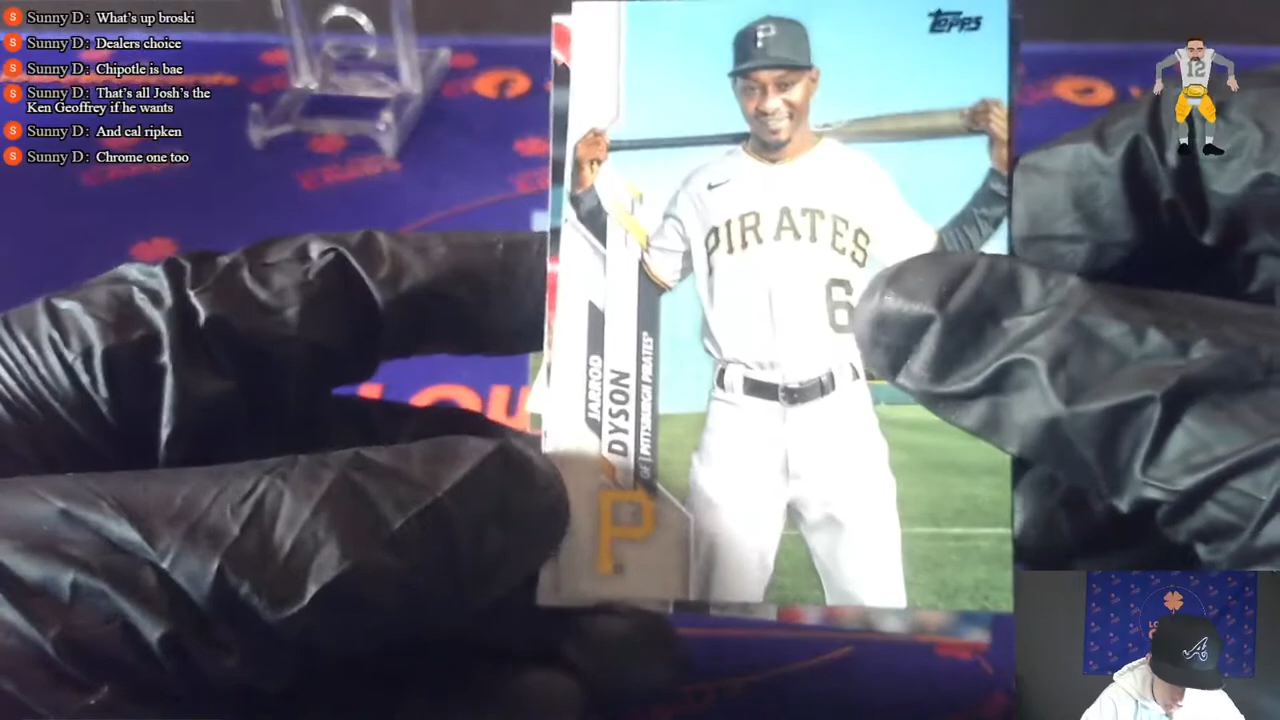 Sunny D: What's up broski
Sunny D: Dealers choice
Sunny D: Chipotle is bae
Sunny D: That's all Josh's the
Ken Geoffrey if he wants
Sunny D: And cal ripken
Sunny D: Chrome one too
TOPPS
P
PIRATES
6
JARROD
DYSON
OF | PITTSBURGH PIRATES
P
12
A